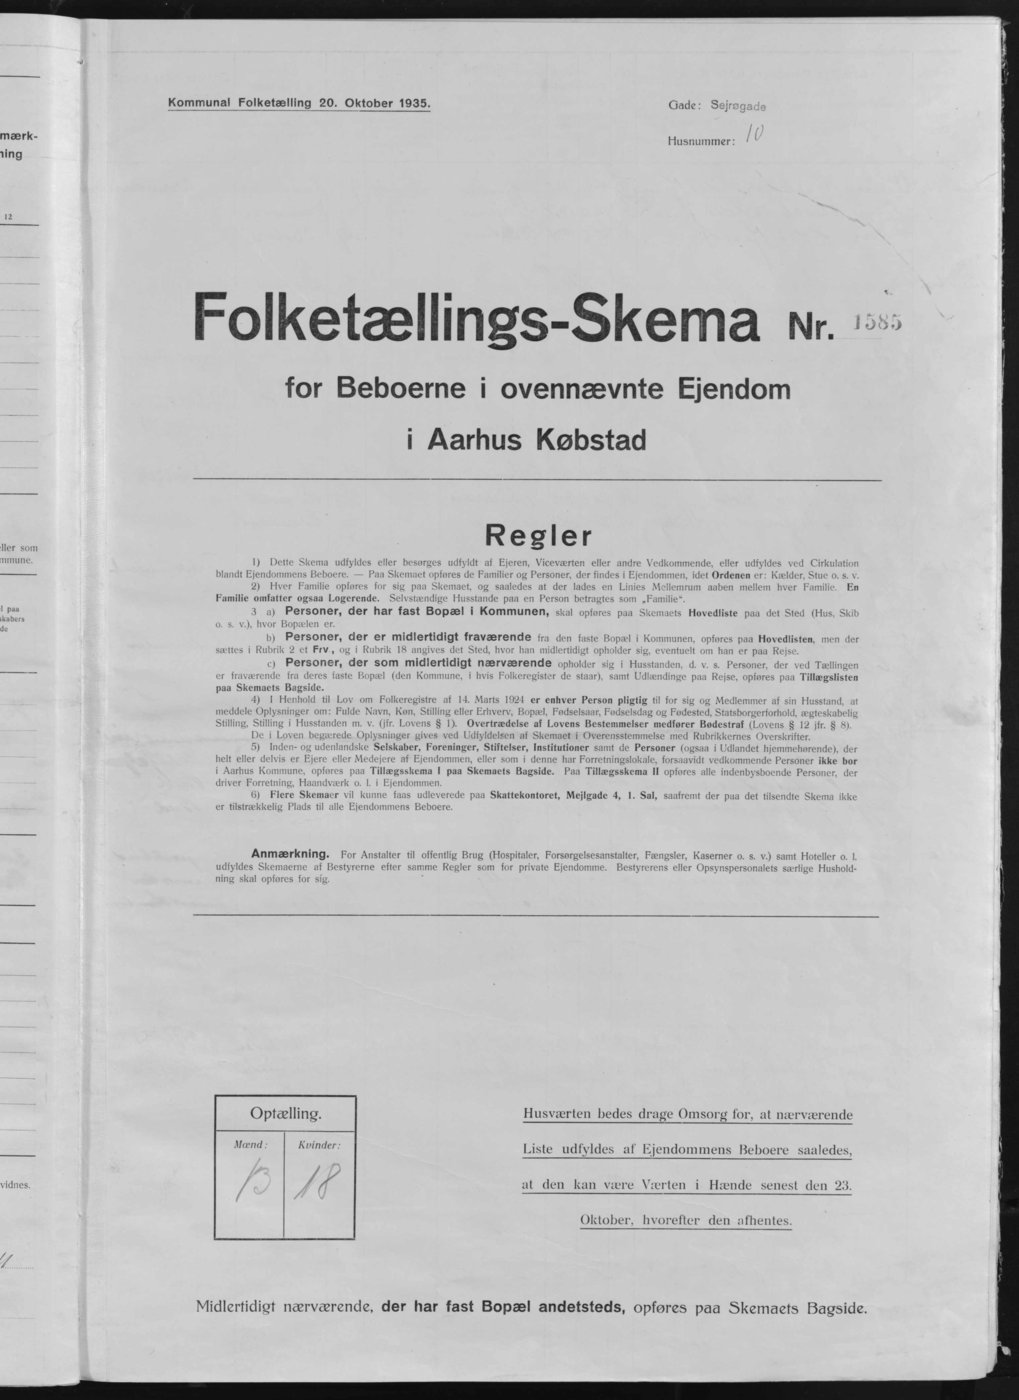 Kommunal Folketælling 20. Oktober 1935.
Gade: Sejrøgade
Husnummer: 10
mærk-
ning
12
Folketællings-Skema Nr. 1585
for Beboerne i ovennævnte Ejendom
i Aarhus Købstad
Regler
1) Dette Skema udfyldes eller besørges udfyldt af Ejeren, Viceværten eller andre Vedkommende, eller udfyldes ved Cirkulation
blandt Ejendommens Beboere. — Paa Skemaet opføres de Familier og Personer, der findes i Ejendommen, idet Ordenen er: Kælder, Stue o. s. v.
2) Hver Familie opføres for sig paa Skemaet, og saaledes at der lades en Linies Mellemrum aaben mellem hver Familie. En
Familie omfatter ogsaa Logerende. Selvstændige Husstande paa en Person betragtes som „Familie“.
3 a) Personer, der har fast Bopæl i Kommunen, skal opføres paa Skemaets Hovedliste paa det Sted (Hus, Skib
o. s. v.), hvor Bopælen er.
b) Personer, der er midlertidigt fraværende fra den faste Bopæl i Kommunen, opføres paa Hovedlisten, men der
sættes i Rubrik 2 et Frv., og i Rubrik 18 angives det Sted, hvor han midlertidigt opholder sig, eventuelt om han er paa Rejse.
c) Personer, der som midlertidigt nærværende opholder sig i Husstanden, d. v. s. Personer, der ved Tællingen
er fraværende fra deres faste Bopæl (den Kommune, i hvis Folkeregister de staar), samt Udlændinge paa Rejse, opføres paa Tillægslisten
paa Skemaets Bagside.
4) I Henhold til Lov om Folkeregistre af 14. Marts 1924 er enhver Person pligtig til for sig og Medlemmer af sin Husstand, at
meddele Oplysninger om: Fulde Navn, Køn, Stilling eller Erhverv, Bopæl, Fødselsaar, Fødselsdag og Fødested, Statsborgerforhold, ægteskabelig
Stilling, Stilling i Husstanden m. v. (jfr. Lovens § 1). Overtrædelse af Lovens Bestemmelser medfører Bødestraf (Lovens § 12 jfr. § 8).
De i Loven begærede Oplysninger gives ved Udfyldelsen af Skemaet i Overensstemmelse med Rubrikkernes Overskrifter.
5) Inden- og udenlandske Selskaber, Foreninger, Stiftelser, Institutioner samt de Personer (ogsaa i Udlandet hjemmehørende), der
helt eller delvis er Ejere eller Medejere af Ejendommen, eller som i denne har Forretningslokale, forsaavidt vedkommende Personer ikke bor
i Aarhus Kommune, opføres paa Tillægsskema I paa Skemaets Bagside. Paa Tillægsskema II opføres alle indenbysboende Personer, der
driver Forretning, Haandværk o. l. i Ejendommen.
6) Flere Skemaer vil kunne faas udleverede paa Skattekontoret, Mejlgade 4, 1. Sal, saafremt der paa det tilsendte Skema ikke
er tilstrækkelig Plads til alle Ejendommens Beboere.
Anmærkning. For Anstalter til offentlig Brug (Hospitaler, Forsørgelsesanstalter, Fængsler, Kaserner o. s. v.) samt Hoteller o. l.
udfyldes Skemaerne af Bestyrerne efter samme Regler som for private Ejendomme. Bestyrerens eller Opsynspersonalets særlige Hushold-
ning skal opføres for sig.
eller som
mmune.
l paa
skabers
de
vidnes.
Optælling.
Mænd: Kvinder:
13 18
Husværten bedes drage Omsorg for, at nærværende
Liste udfyldes af Ejendommens Beboere saaledes,
at den kan være Værten i Hænde senest den 23.
Oktober, hvorefter den afhentes.
Midlertidigt nærværende, der har fast Bopæl andetsteds, opføres paa Skemaets Bagside.